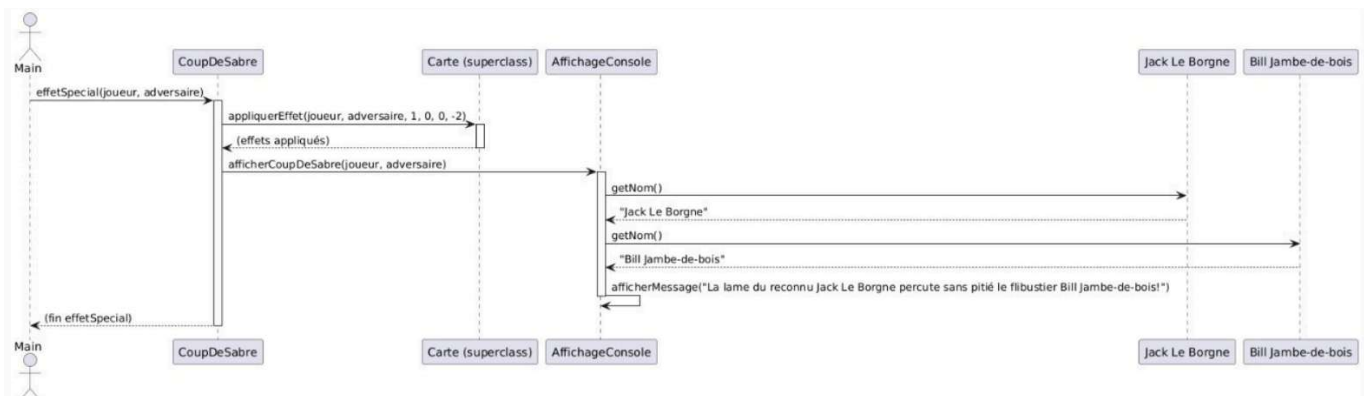 Main
CoupDeSabre
Carte (superclass)
AffichageConsole
Jack Le Borgne
Bill Jambe-de-bois
effetSpecial(joueur, adversaire)
appliquerEffet(joueur, adversaire, 1, 0, 0, -2)
(effets appliqués)
afficherCoupDeSabre(joueur, adversaire)
getNom()
"Jack Le Borgne"
getNom()
"Bill Jambe-de-bois"
afficherMessage("La lame du reconnu Jack Le Borgne percute sans pitié le flibustier Bill Jambe-de-bois!")
(fin effetSpecial)
Main
CoupDeSabre
Carte (superclass)
AffichageConsole
Jack Le Borgne
Bill Jambe-de-bois